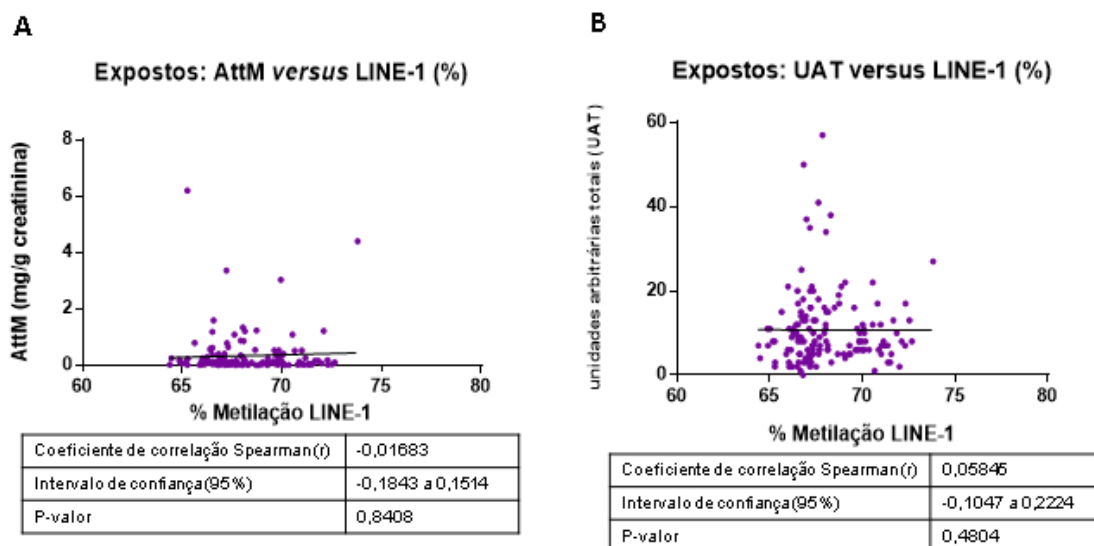 A
Expostos: AttM versus LINE-1 (%)
AttM (mg/g creatinina)
8
6
4
2
0
60 65 70 75 80
% Metilação LINE-1
Coeficiente de correlação Spearman (r) -0,01683
Intervalo de confiança (95%) -0,1843 a 0,1514
P-valor 0,8408
B
Expostos: UAT versus LINE-1 (%)
unidades arbitrárias totais (UAT)
60
40
20
0
60 65 70 75 80
% Metilação LINE-1
Coeficiente de correlação Spearman (r) 0,05845
Intervalo de confiança (95%) -0,1047 a 0,2224
P-valor 0,4804